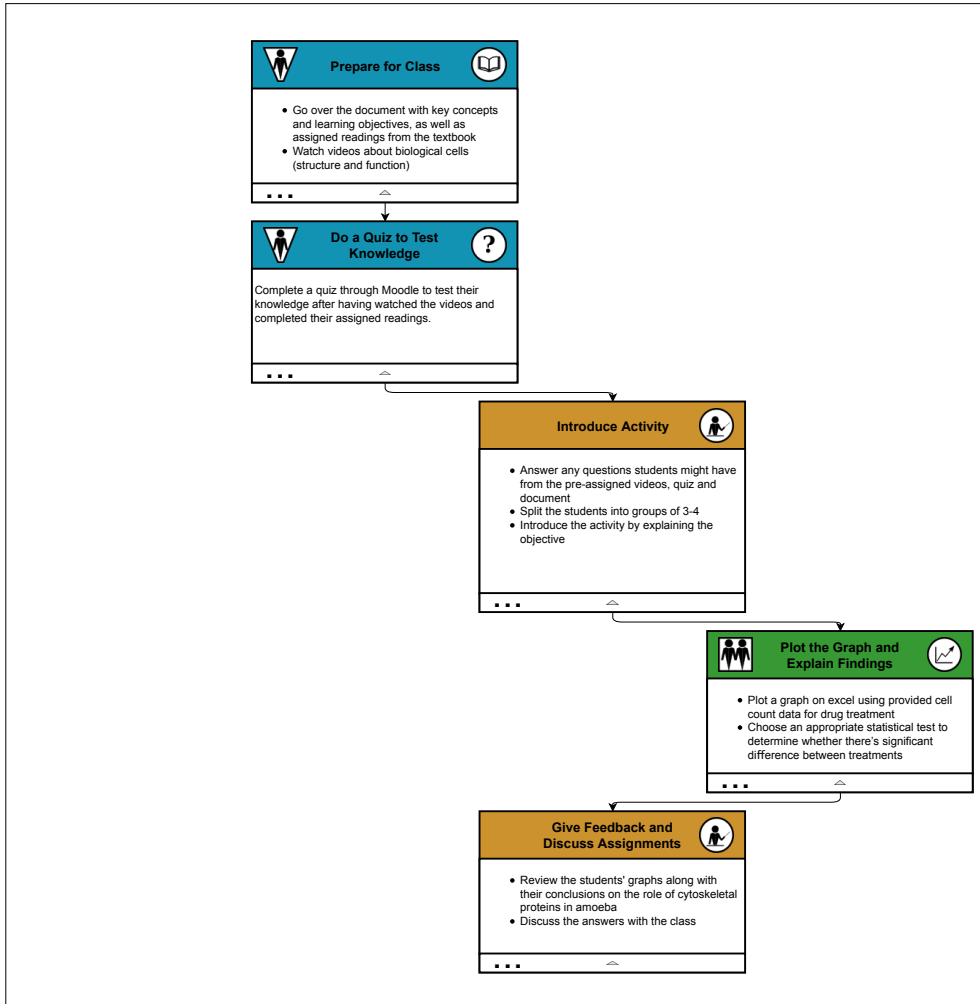 Prepare for Class
• Go over the document with key concepts
and learning objectives, as well as
assigned readings from the textbook
• Watch videos about biological cells
(structure and function)
Do a Quiz to Test
Knowledge
?
Complete a quiz through Moodle to test their
knowledge after having watched the videos and
completed their assigned readings.
Introduce Activity
• Answer any questions students might have
from the pre-assigned videos, quiz and
document
• Split the students into groups of 3-4
• Introduce the activity by explaining the
objective
Plot the Graph and
Explain Findings
• Plot a graph on excel using provided cell
count data for drug treatment
• Choose an appropriate statistical test to
determine whether there's significant
difference between treatments
Give Feedback and
Discuss Assignments
• Review the students' graphs along with
their conclusions on the role of cytoskeletal
proteins in amoeba
• Discuss the answers with the class